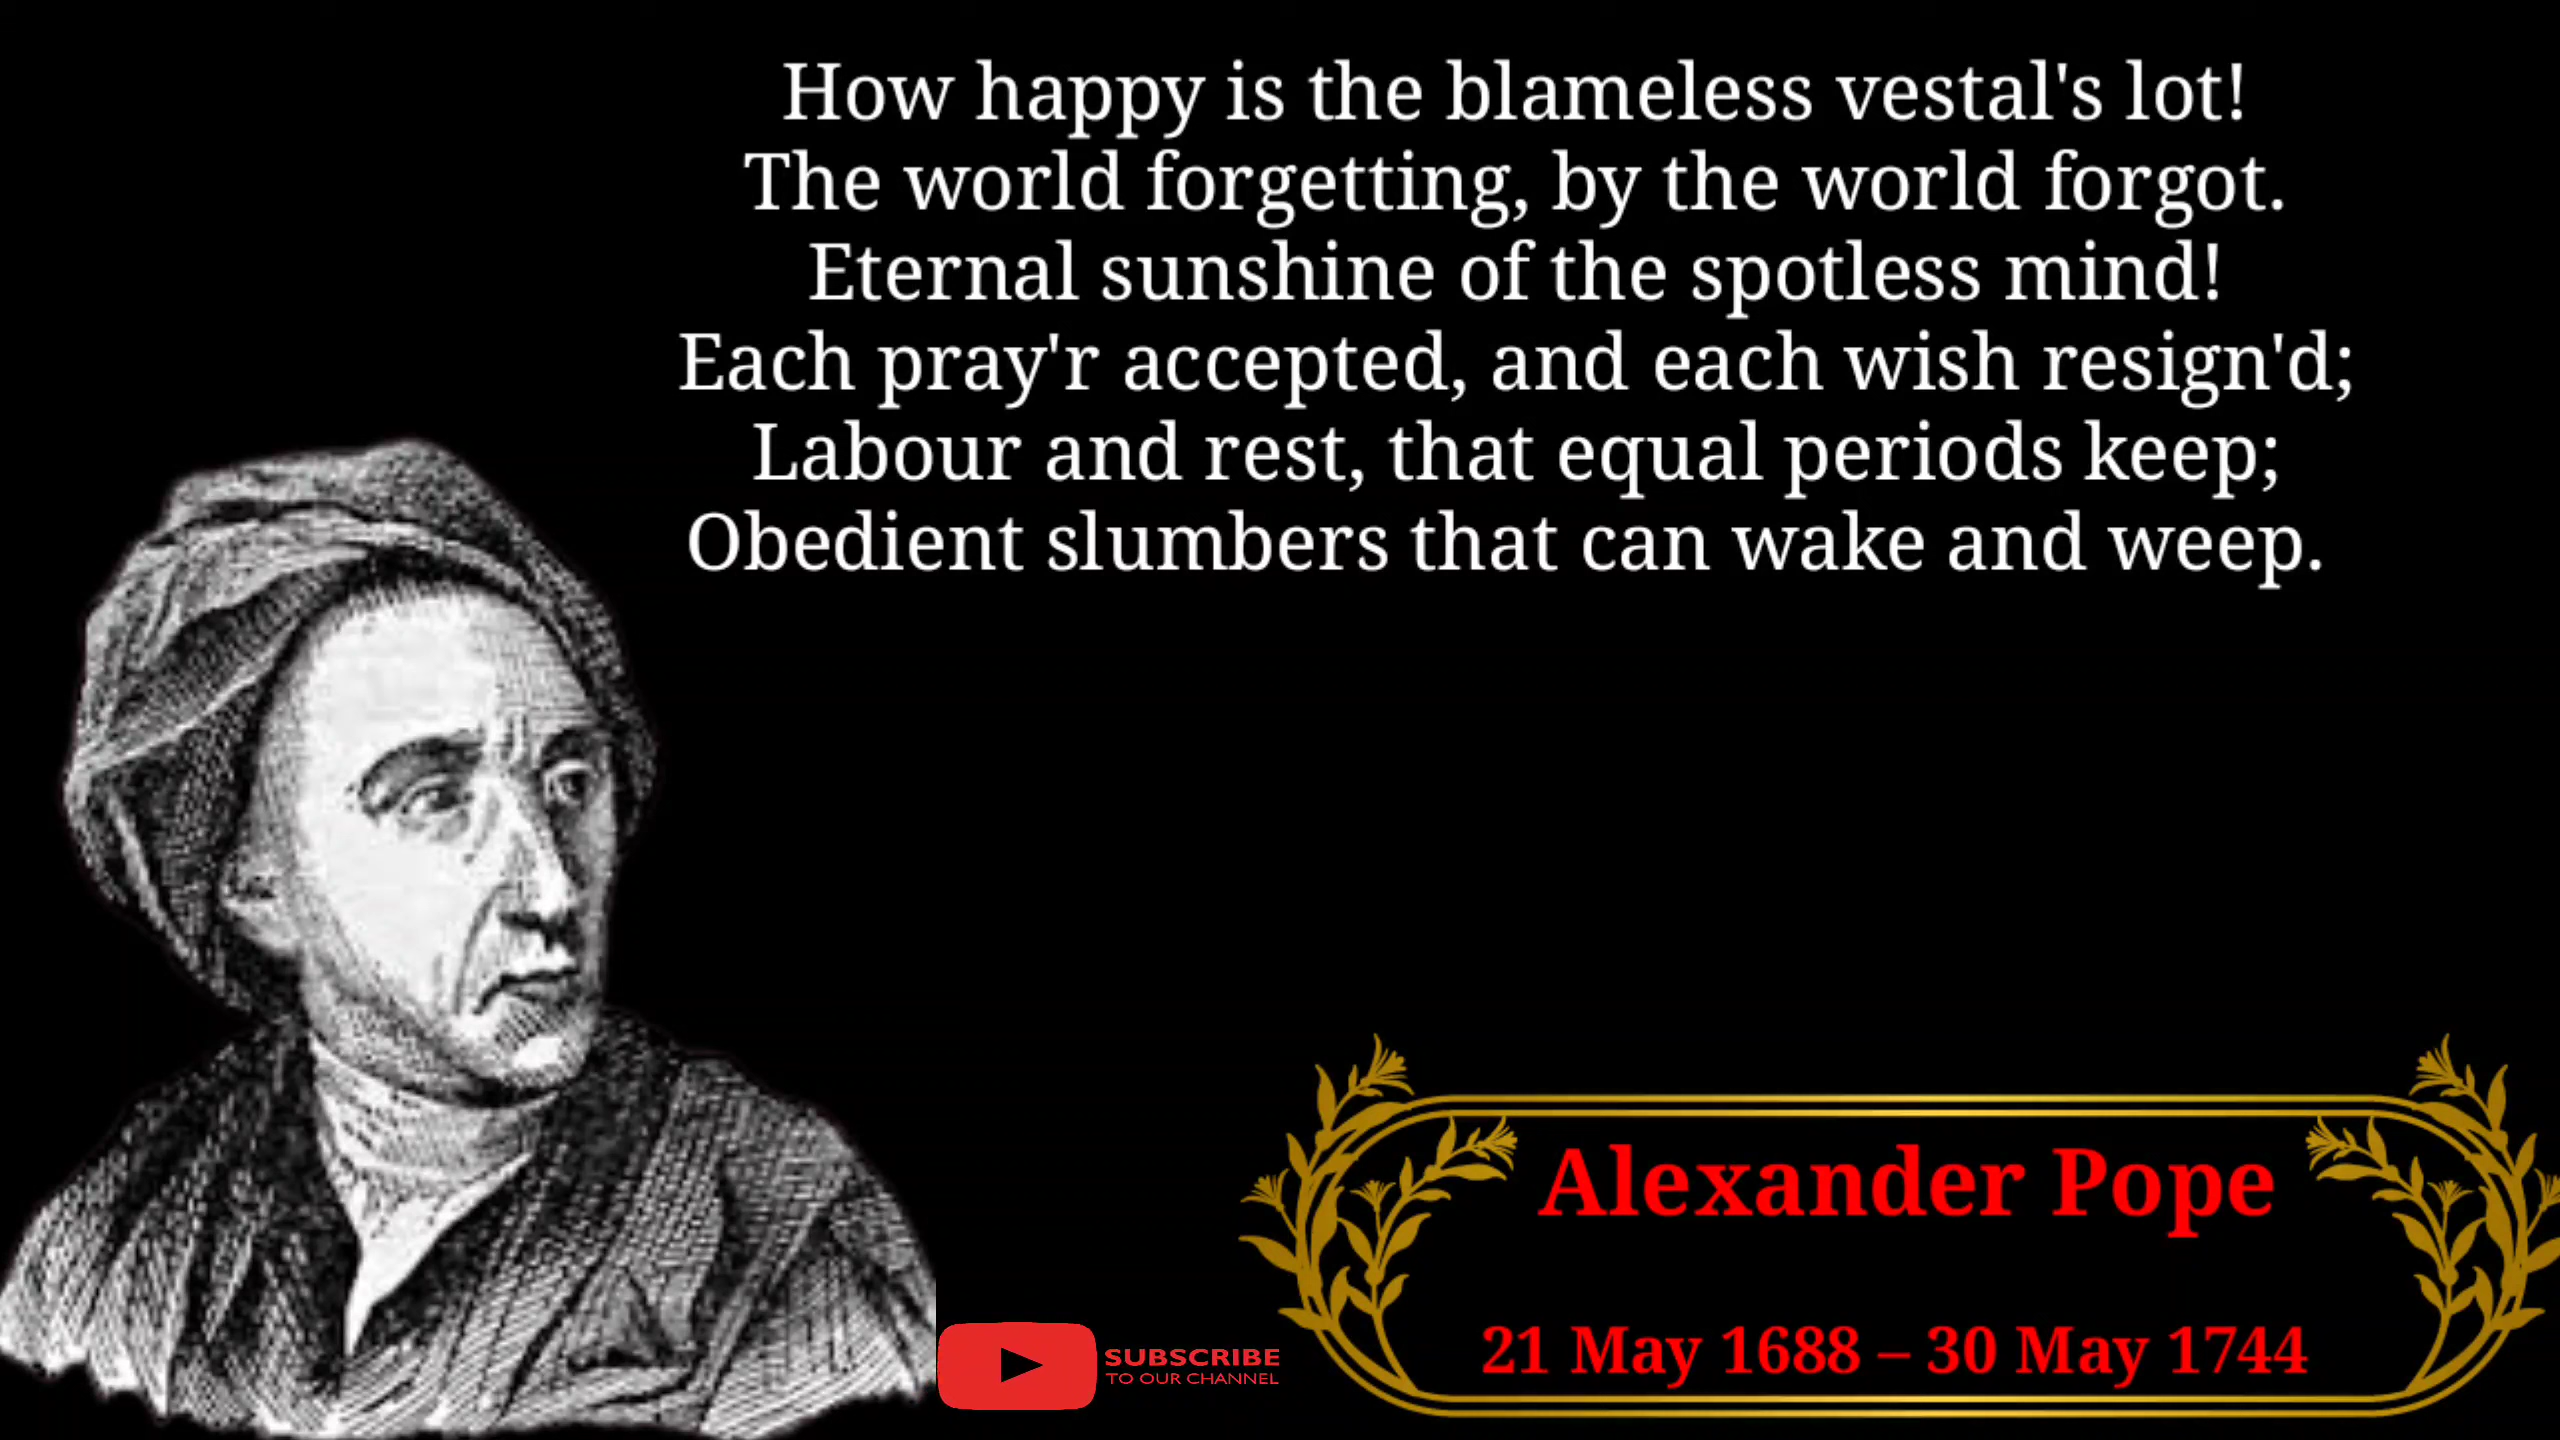 How happy is the blameless vestal's lot!
The world forgetting, by the world forgot.
Eternal sunshine of the spotless mind!
Each pray'r accepted, and each wish resign'd;
Labour and rest, that equal periods keep;
Obedient slumbers that can wake and weep.
Alexander Pope
21 May 1688 – 30 May 1744
SUBSCRIBE
TO OUR CHANNEL